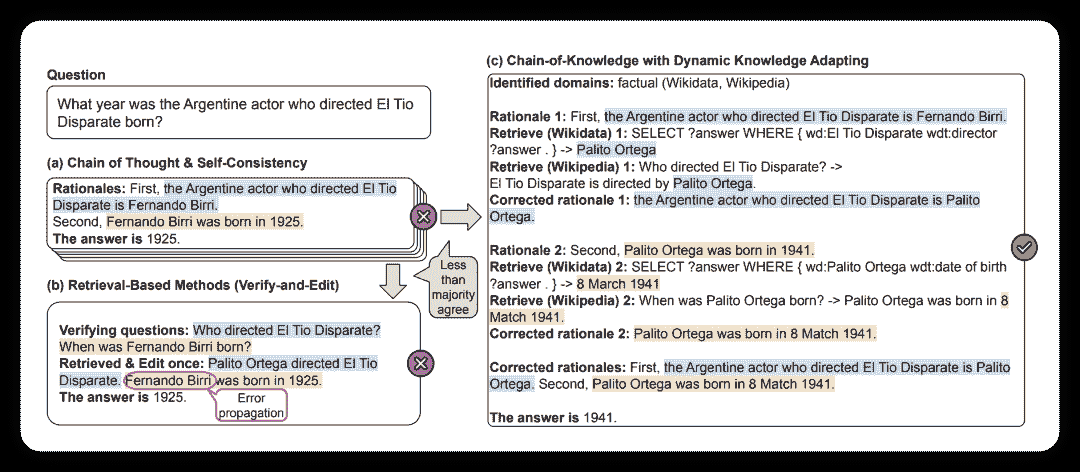 Question
What year was the Argentine actor who directed El Tio
Disparate born?
(a) Chain of Thought & Self-Consistency
Rationales: First, the Argentine actor who directed El Tio
Disparate is Fernando Birri.
Second, Fernando Birri was born in 1925.
The answer is 1925.
Less
than
majority
agree
(b) Retrieval-Based Methods (Verify-and-Edit)
Verifying questions: Who directed El Tio Disparate?
When was Fernando Birri born?
Retrieved & Edit once: Palito Ortega directed El Tio
Disparate. Fernando Birri was born in 1925.
The answer is 1925.
Error
propagation
(c) Chain-of-Knowledge with Dynamic Knowledge Adapting
Identified domains: factual (Wikidata, Wikipedia)
Rationale 1: First, the Argentine actor who directed El Tio Disparate is Fernando Birri.
Retrieve (Wikidata) 1: SELECT ?answer WHERE { wd:El Tio Disparate wdt:director
?answer . } -> Palito Ortega
Retrieve (Wikipedia) 1: Who directed El Tio Disparate? ->
El Tio Disparate is directed by Palito Ortega.
Corrected rationale 1: the Argentine actor who directed El Tio Disparate is Palito
Ortega.
Rationale 2: Second, Palito Ortega was born in 1941.
Retrieve (Wikidata) 2: SELECT ?answer WHERE { wd:Palito Ortega wdt:date of birth
?answer . } -> 8 March 1941
Retrieve (Wikipedia) 2: When was Palito Ortega born? -> Palito Ortega was born in 8
Match 1941.
Corrected rationale 2: Palito Ortega was born in 8 Match 1941.
Corrected rationales: First, the Argentine actor who directed El Tio Disparate is Palito
Ortega. Second, Palito Ortega was born in 8 Match 1941.
The answer is 1941.